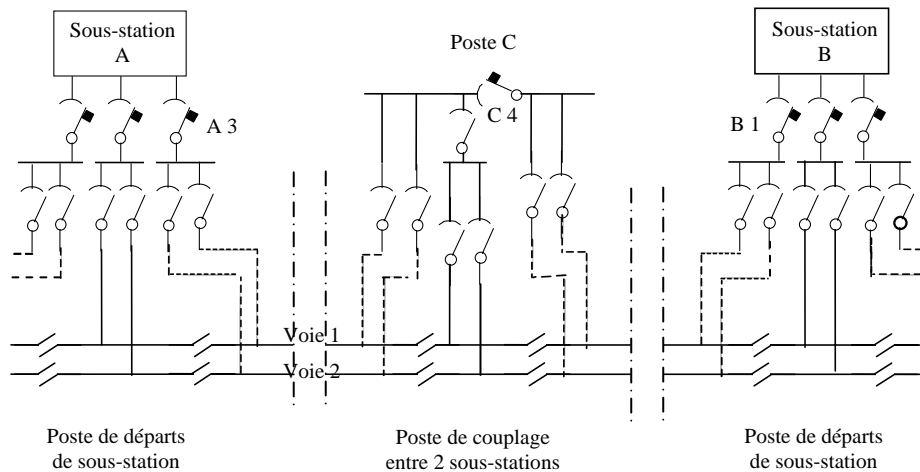 Sous-station
A
Poste C
Sous-station
B
A 3
C 4
B 1
Voie 1
Voie 2
Poste de départs
de sous-station
Poste de couplage
entre 2 sous-stations
Poste de départs
de sous-station